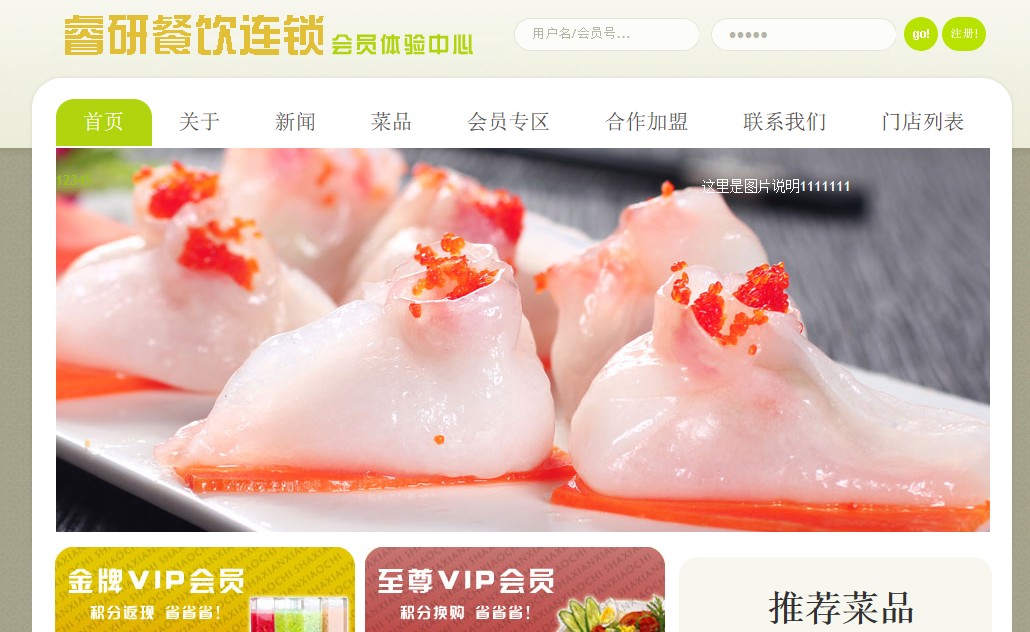 睿研餐饮连锁 会员体验中心
用户名/会员号... ●●●●● go! 注册!
首页 关于 新闻 菜品 会员专区 合作加盟 联系我们 门店列表
这里是图片说明1111111
金牌VIP会员
积分返现 省省省!
至尊VIP会员
积分换购 省省省!
推荐菜品